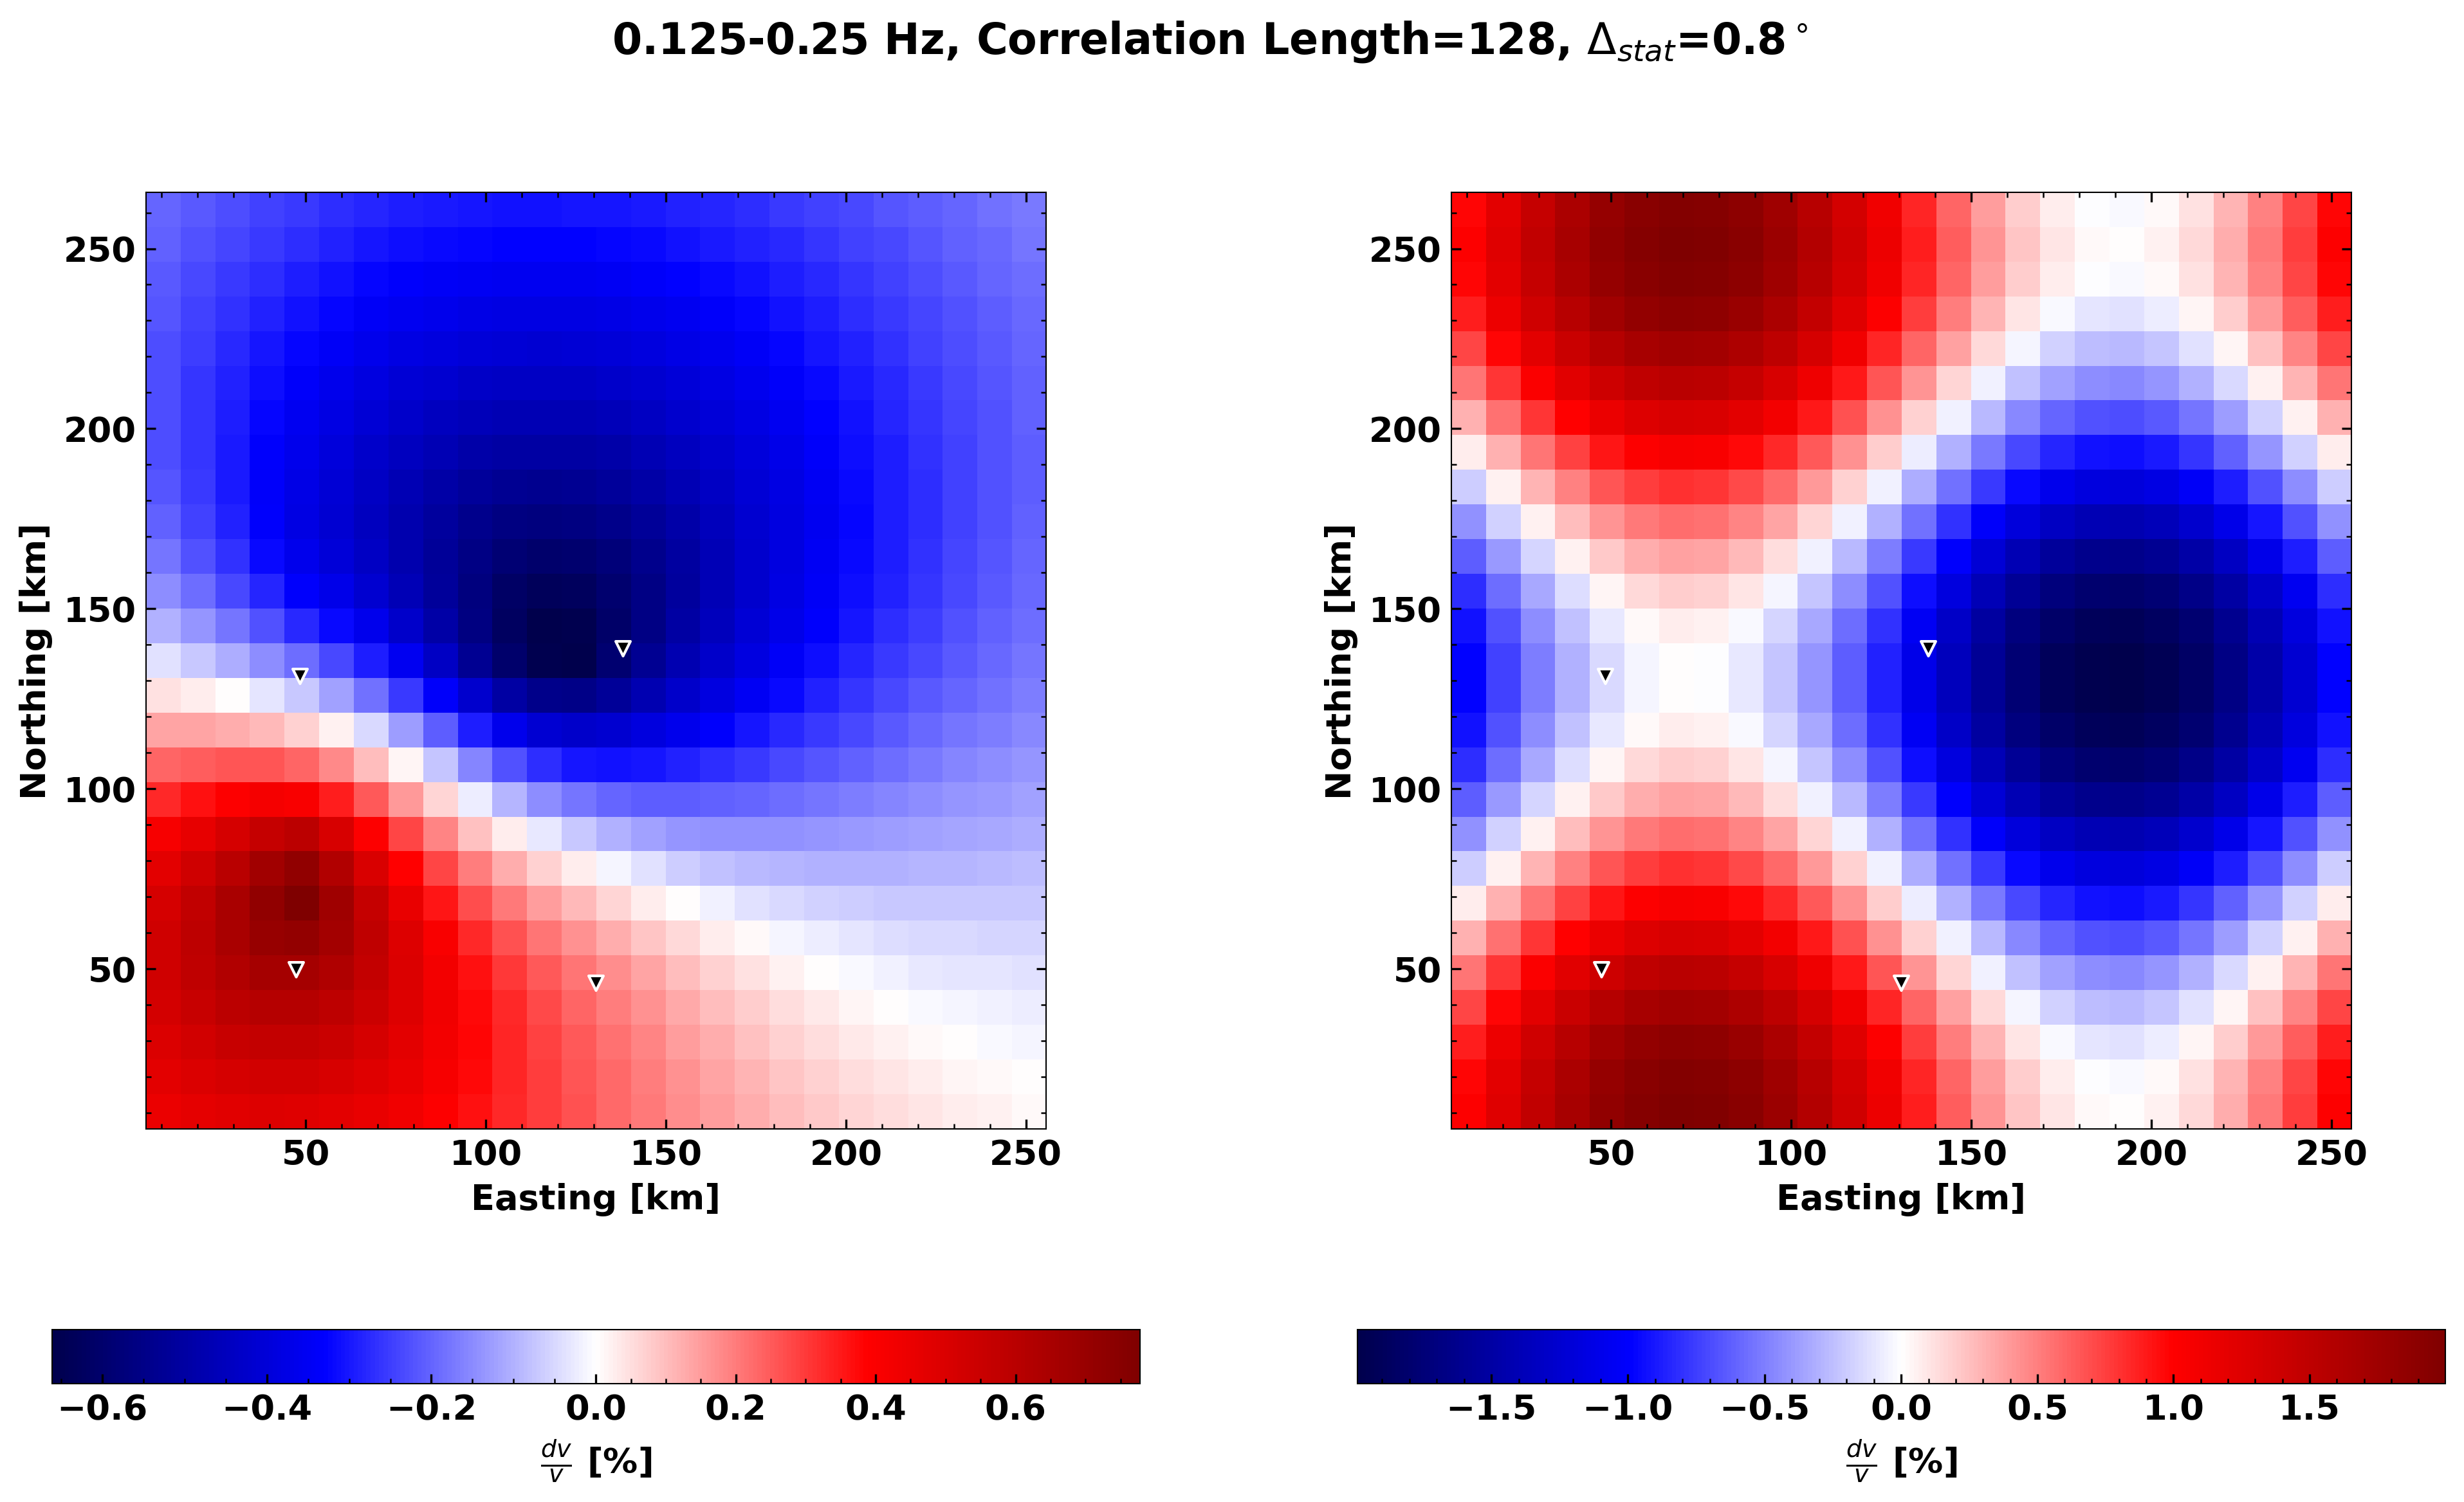 0.125-0.25 Hz, Correlation Length=128, Δ_stat=0.8°
250
200
150
100
50
Northing [km]
50 100 150 200 250
Easting [km]
−0.6 −0.4 −0.2 0.0 0.2 0.4 0.6
dv/v [%]
250
200
150
100
50
Northing [km]
50 100 150 200 250
Easting [km]
−1.5 −1.0 −0.5 0.0 0.5 1.0 1.5
dv/v [%]